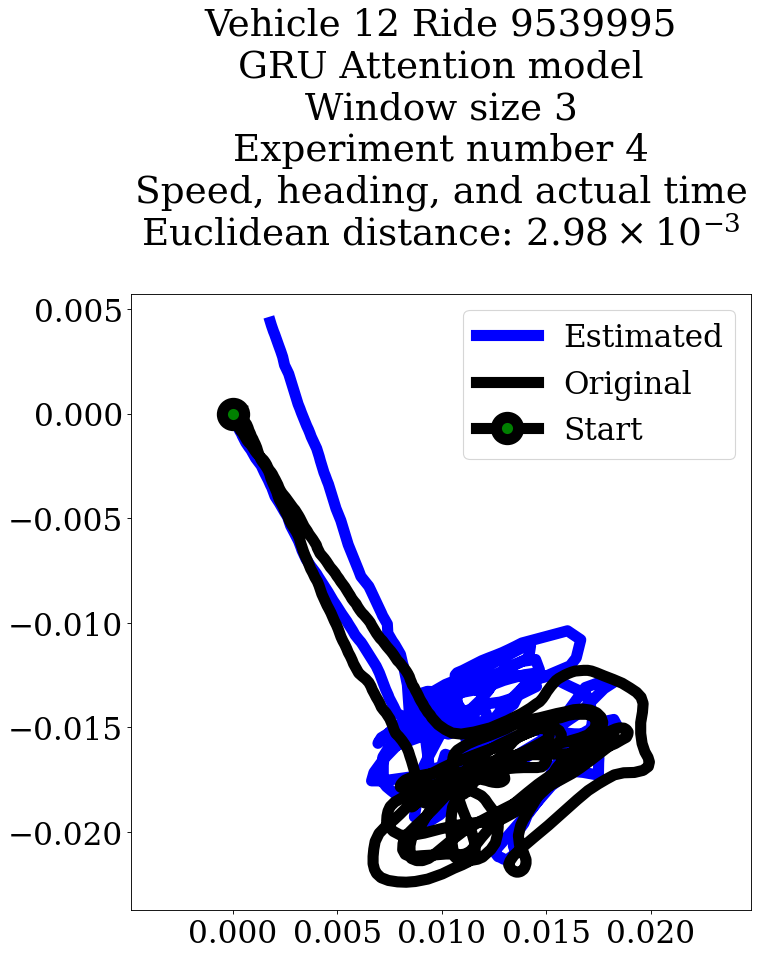 Vehicle 12 Ride 9539995
GRU Attention model
Window size 3
Experiment number 4
Speed, heading, and actual time
Euclidean distance: 2.98 × 10⁻³
Estimated
Original
Start
0.005
0.000
−0.005
−0.010
−0.015
−0.020
0.000 0.005 0.010 0.015 0.020